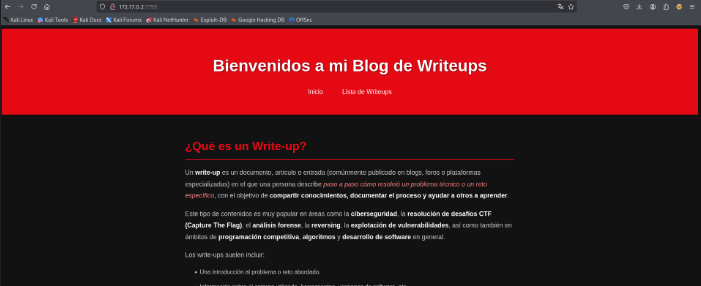 172.17.0.2
Kali Linux Kali Tools Kali Docs Kali Forums Kali NetHunter Exploit-DB Google Hacking DB OffSec
Bienvenidos a mi Blog de Writeups
Inicio Lista de Writeups
¿Qué es un Write-up?
Un write-up es un documento, artículo o entrada (comúnmente publicado en blogs, foros o plataformas
especializadas) en el que una persona describe paso a paso cómo resolvió un problema técnico o un reto
específico, con el objetivo de compartir conocimientos, documentar el proceso y ayudar a otros a aprender.
Este tipo de contenidos es muy popular en áreas como la ciberseguridad, la resolución de desafíos CTF
(Capture The Flag), el análisis forense, la reversing, la explotación de vulnerabilidades, así como también en
ámbitos de programación competitiva, algoritmos y desarrollo de software en general.
Los write-ups suelen incluir:
• Una introducción al problema o reto abordado.